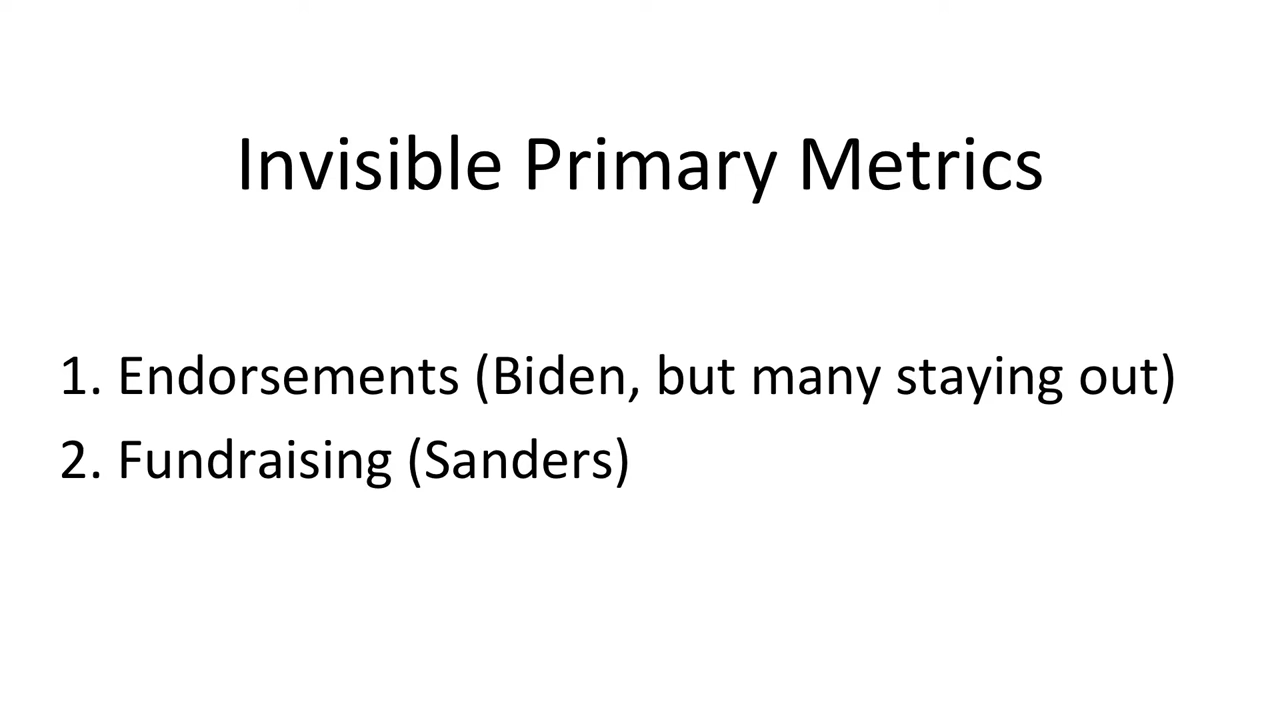 Invisible Primary Metrics
1. Endorsements (Biden, but many staying out)
2. Fundraising (Sanders)